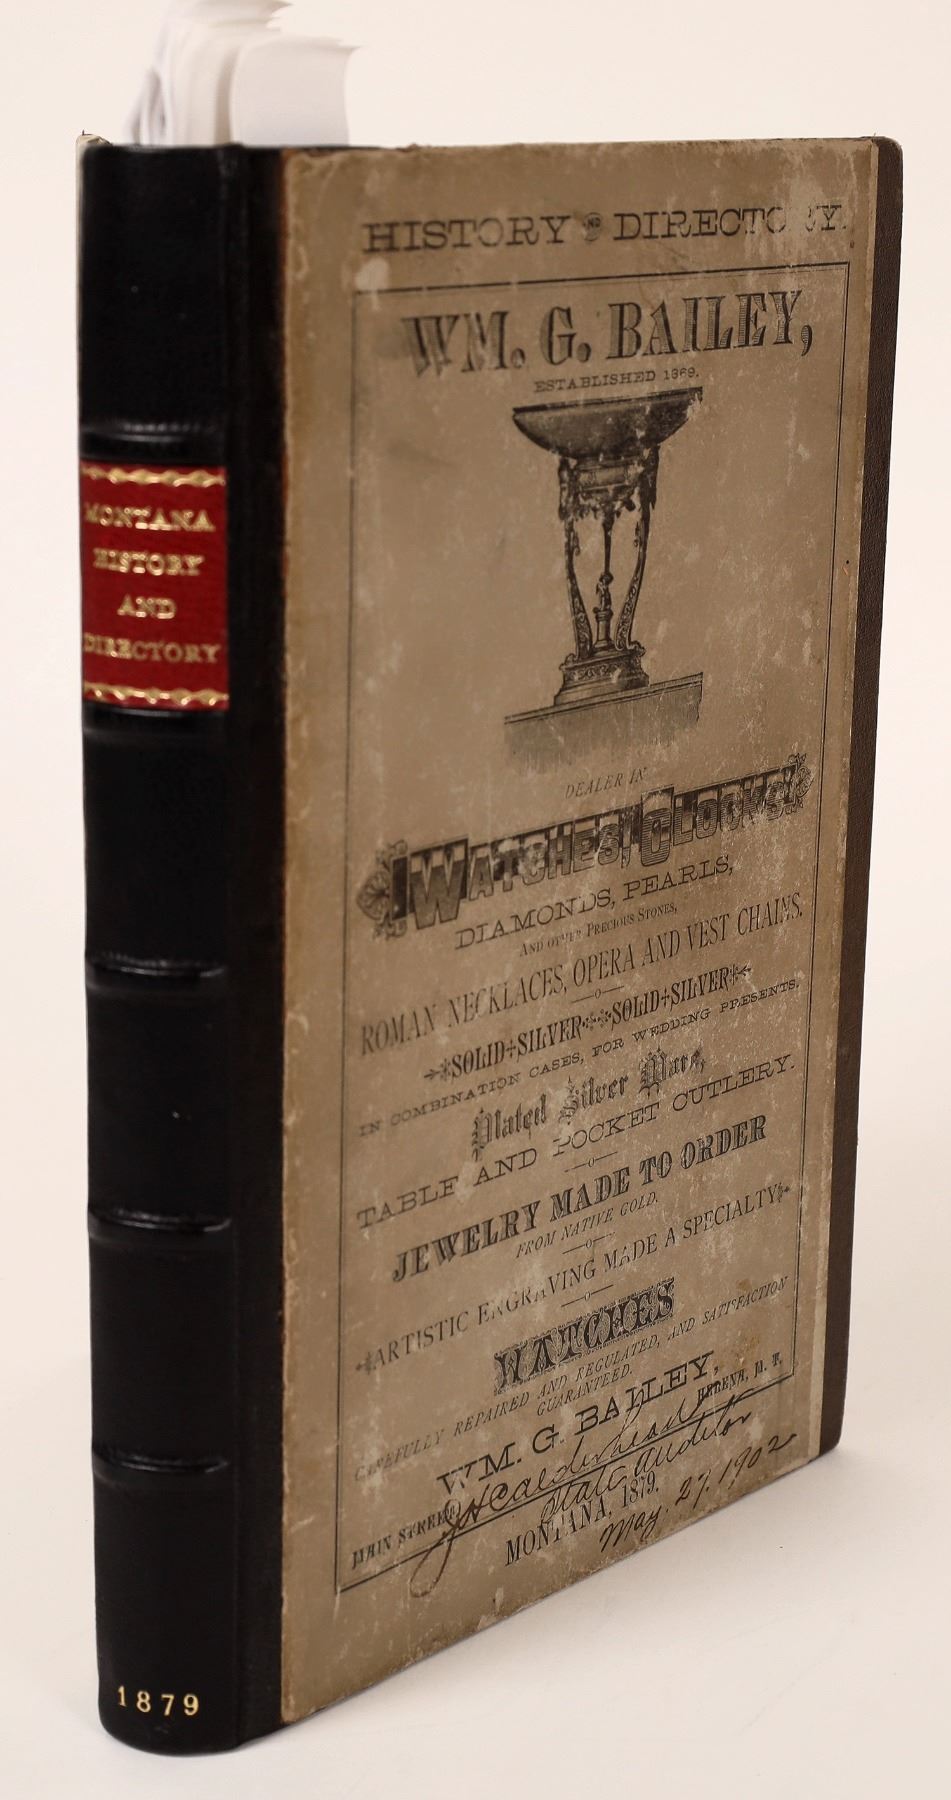 MONTANA
HISTORY
AND
DIRECTORY
1879
HISTORY AND DIRECTORY.
WM. G. BAILEY,
ESTABLISHED 1869.
DEALER IN
WATCHES, CLOCKS,
DIAMONDS, PEARLS,
AND OTHER PRECIOUS STONES,
ROMAN NECKLACES, OPERA AND VEST CHAINS.
SOLID SILVER SOLID SILVER
IN COMBINATION CASES, FOR WEDDING PRESENTS.
Plated Silver Ware,
TABLE AND POCKET CUTLERY.
JEWELRY MADE TO ORDER
FROM NATIVE GOLD.
ARTISTIC ENGRAVING MADE A SPECIALTY
WATCHES
CAREFULLY REPAIRED AND REGULATED, AND SATISFACTION
GUARANTEED.
WM. G. BAILEY,
MAIN STREET, HELENA, M. T.
J H Calderhead
State Auditor
MONTANA, 1879.
May. 27. 1902